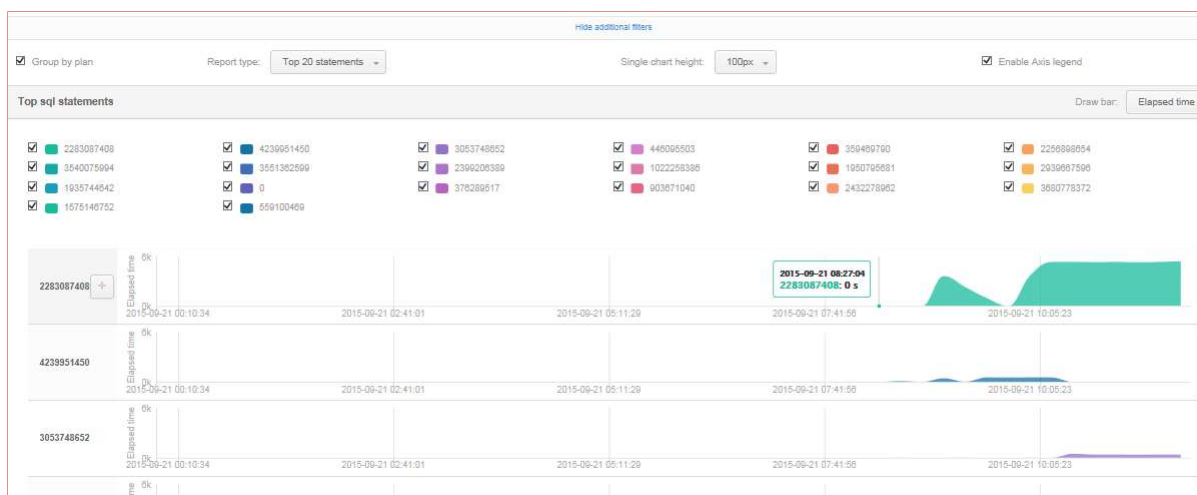 Hide additional filters
Group by plan Report type: Top 20 statements Single chart height: 100px Enable Axis legend
Top sql statements Draw bar: Elapsed time
2283087408 4239951450 3053748652 446095503 359469790 2256898654
3540075994 3551362599 2399206389 1022258386 1950795681 2939667596
1935744642 0 376289517 903671040 2432278962 3680778372
1575146752 559100469
6k
Elapsed time
2283087408 +
2015-09-21 08:27:04
2283087408: 0 s
0k
2015-09-21 00:10:34 2015-09-21 02:41:01 2015-09-21 05:11:29 2015-09-21 07:41:56 2015-09-21 10:05:23
6k
Elapsed time
4239951450
0k
2015-09-21 00:10:34 2015-09-21 02:41:01 2015-09-21 05:11:29 2015-09-21 07:41:56 2015-09-21 10:05:23
6k
Elapsed time
3053748652
0k
2015-09-21 00:10:34 2015-09-21 02:41:01 2015-09-21 05:11:29 2015-09-21 07:41:56 2015-09-21 10:05:23
6k